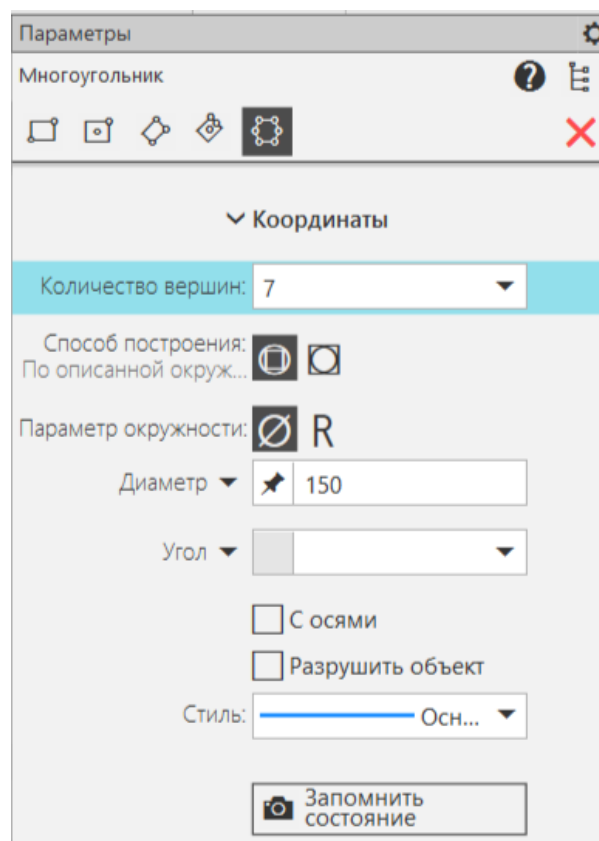 Параметры
Многоугольник
Координаты
Количество вершин: 7
Способ построения:
По описанной окруж...
Параметр окружности: R
Диаметр 150
Угол
С осями
Разрушить объект
Стиль: Осн...
Запомнить
состояние